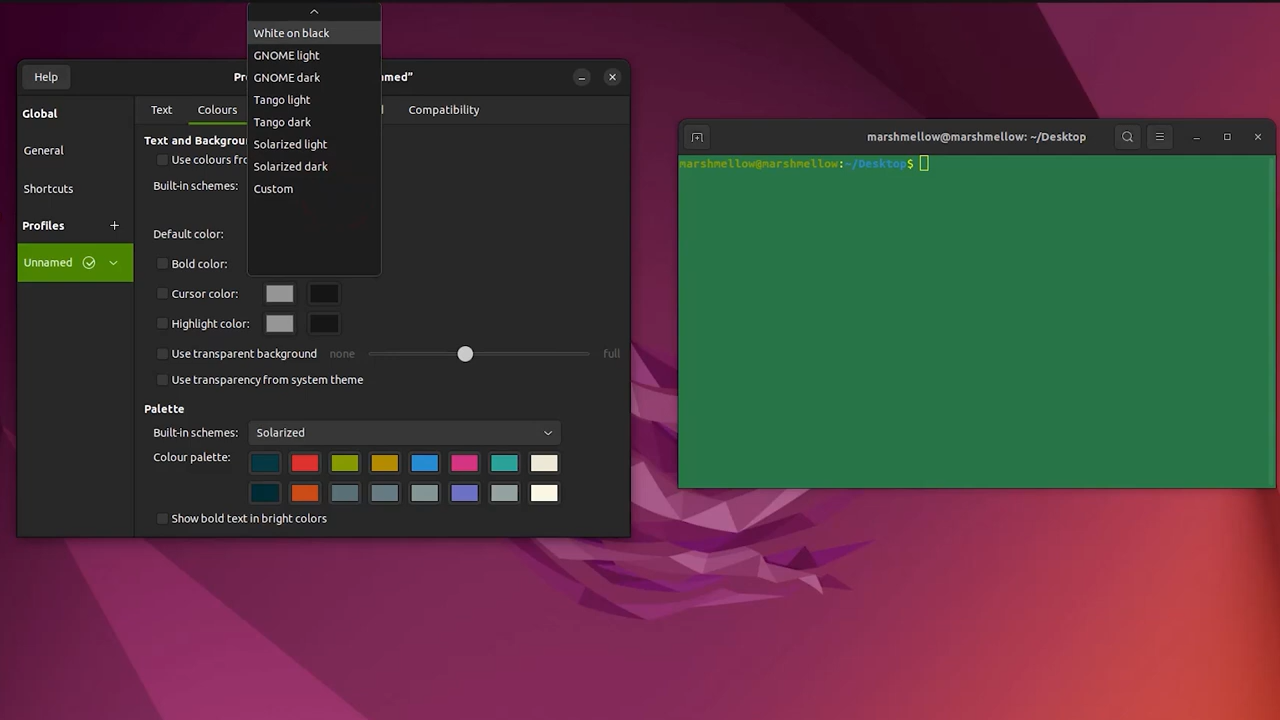 White on black
GNOME light
GNOME dark
Tango light
Tango dark
Solarized light
Solarized dark
Custom
Help
named”
Global
General
Shortcuts
Profiles +
Unnamed
Text Colours Compatibility
Text and
Use colours
Built-in schemes:
Default color:
Bold color:
Cursor color:
Highlight color:
Use transparent background none full
Use transparency from system theme
Palette
Built-in schemes: Solarized
Colour palette:
Show bold text in bright colors
marshmellow@marshmellow: ~/Desktop
marshmellow@marshmellow:~/Desktop$